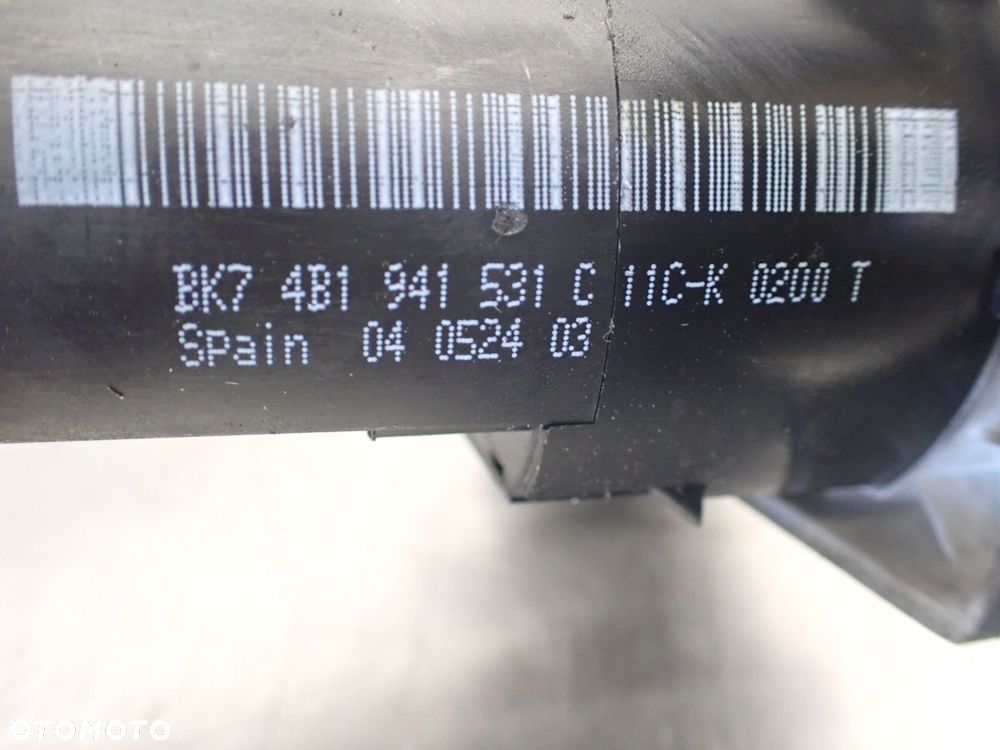 BK7 4B1 941 531 C 11C-K 0200 T
Spain 04 0524 03
OTOMOTO